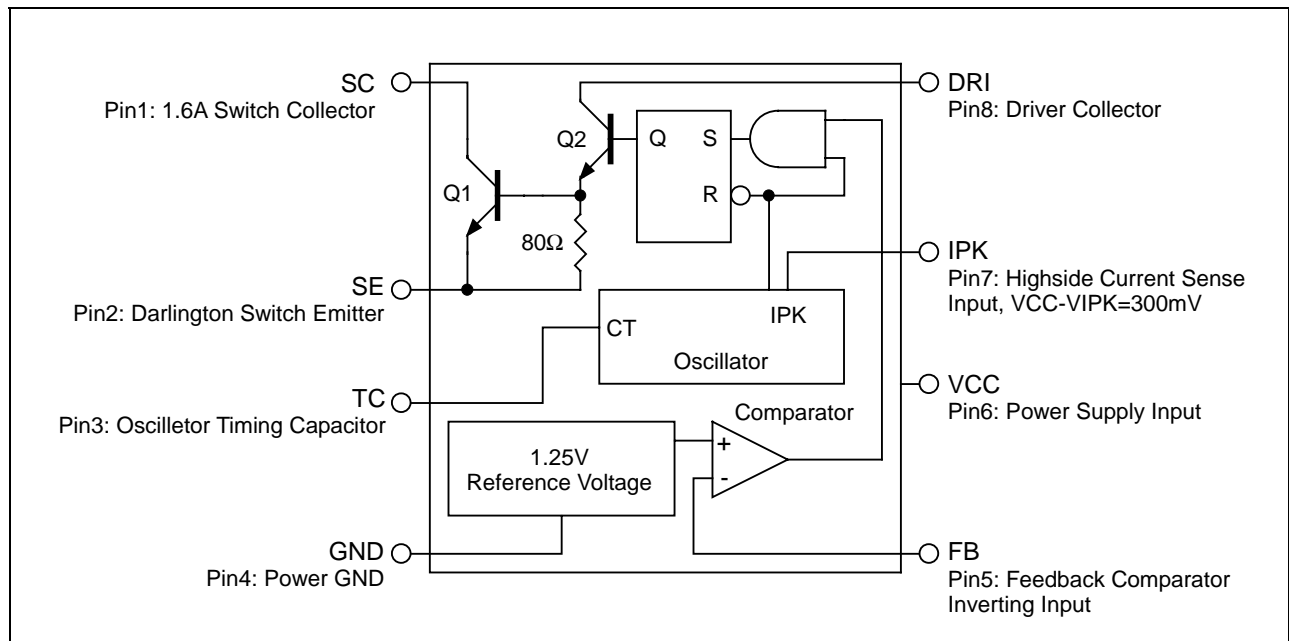 SC
Pin1: 1.6A Switch Collector
DRI
Pin8: Driver Collector
Q2
Q
S
R
Q1
80Ω
SE
Pin2: Darlington Switch Emitter
IPK
Pin7: Highside Current Sense
Input, VCC-VIPK=300mV
CT
IPK
Oscillator
TC
Pin3: Oscilletor Timing Capacitor
VCC
Pin6: Power Supply Input
Comparator
1.25V
Reference Voltage
+
-
GND
Pin4: Power GND
FB
Pin5: Feedback Comparator
Inverting Input